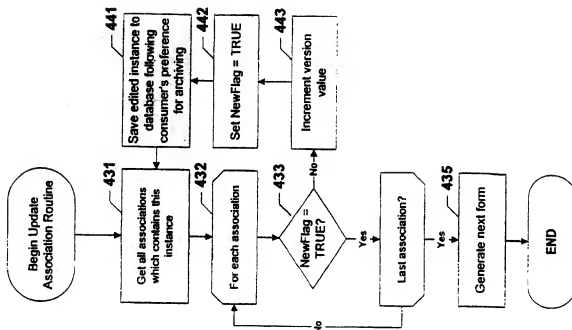 Begin Update
Association Routine
431
Get all associations
which contains this
instance
432
For each association
433
NewFlag =
TRUE?
No
Yes
Last association?
No
Yes
435
Generate next form
END
441
Save edited instance to
database following
consumer's preference
for archiving
442
Set NewFlag = TRUE
443
Increment version
value